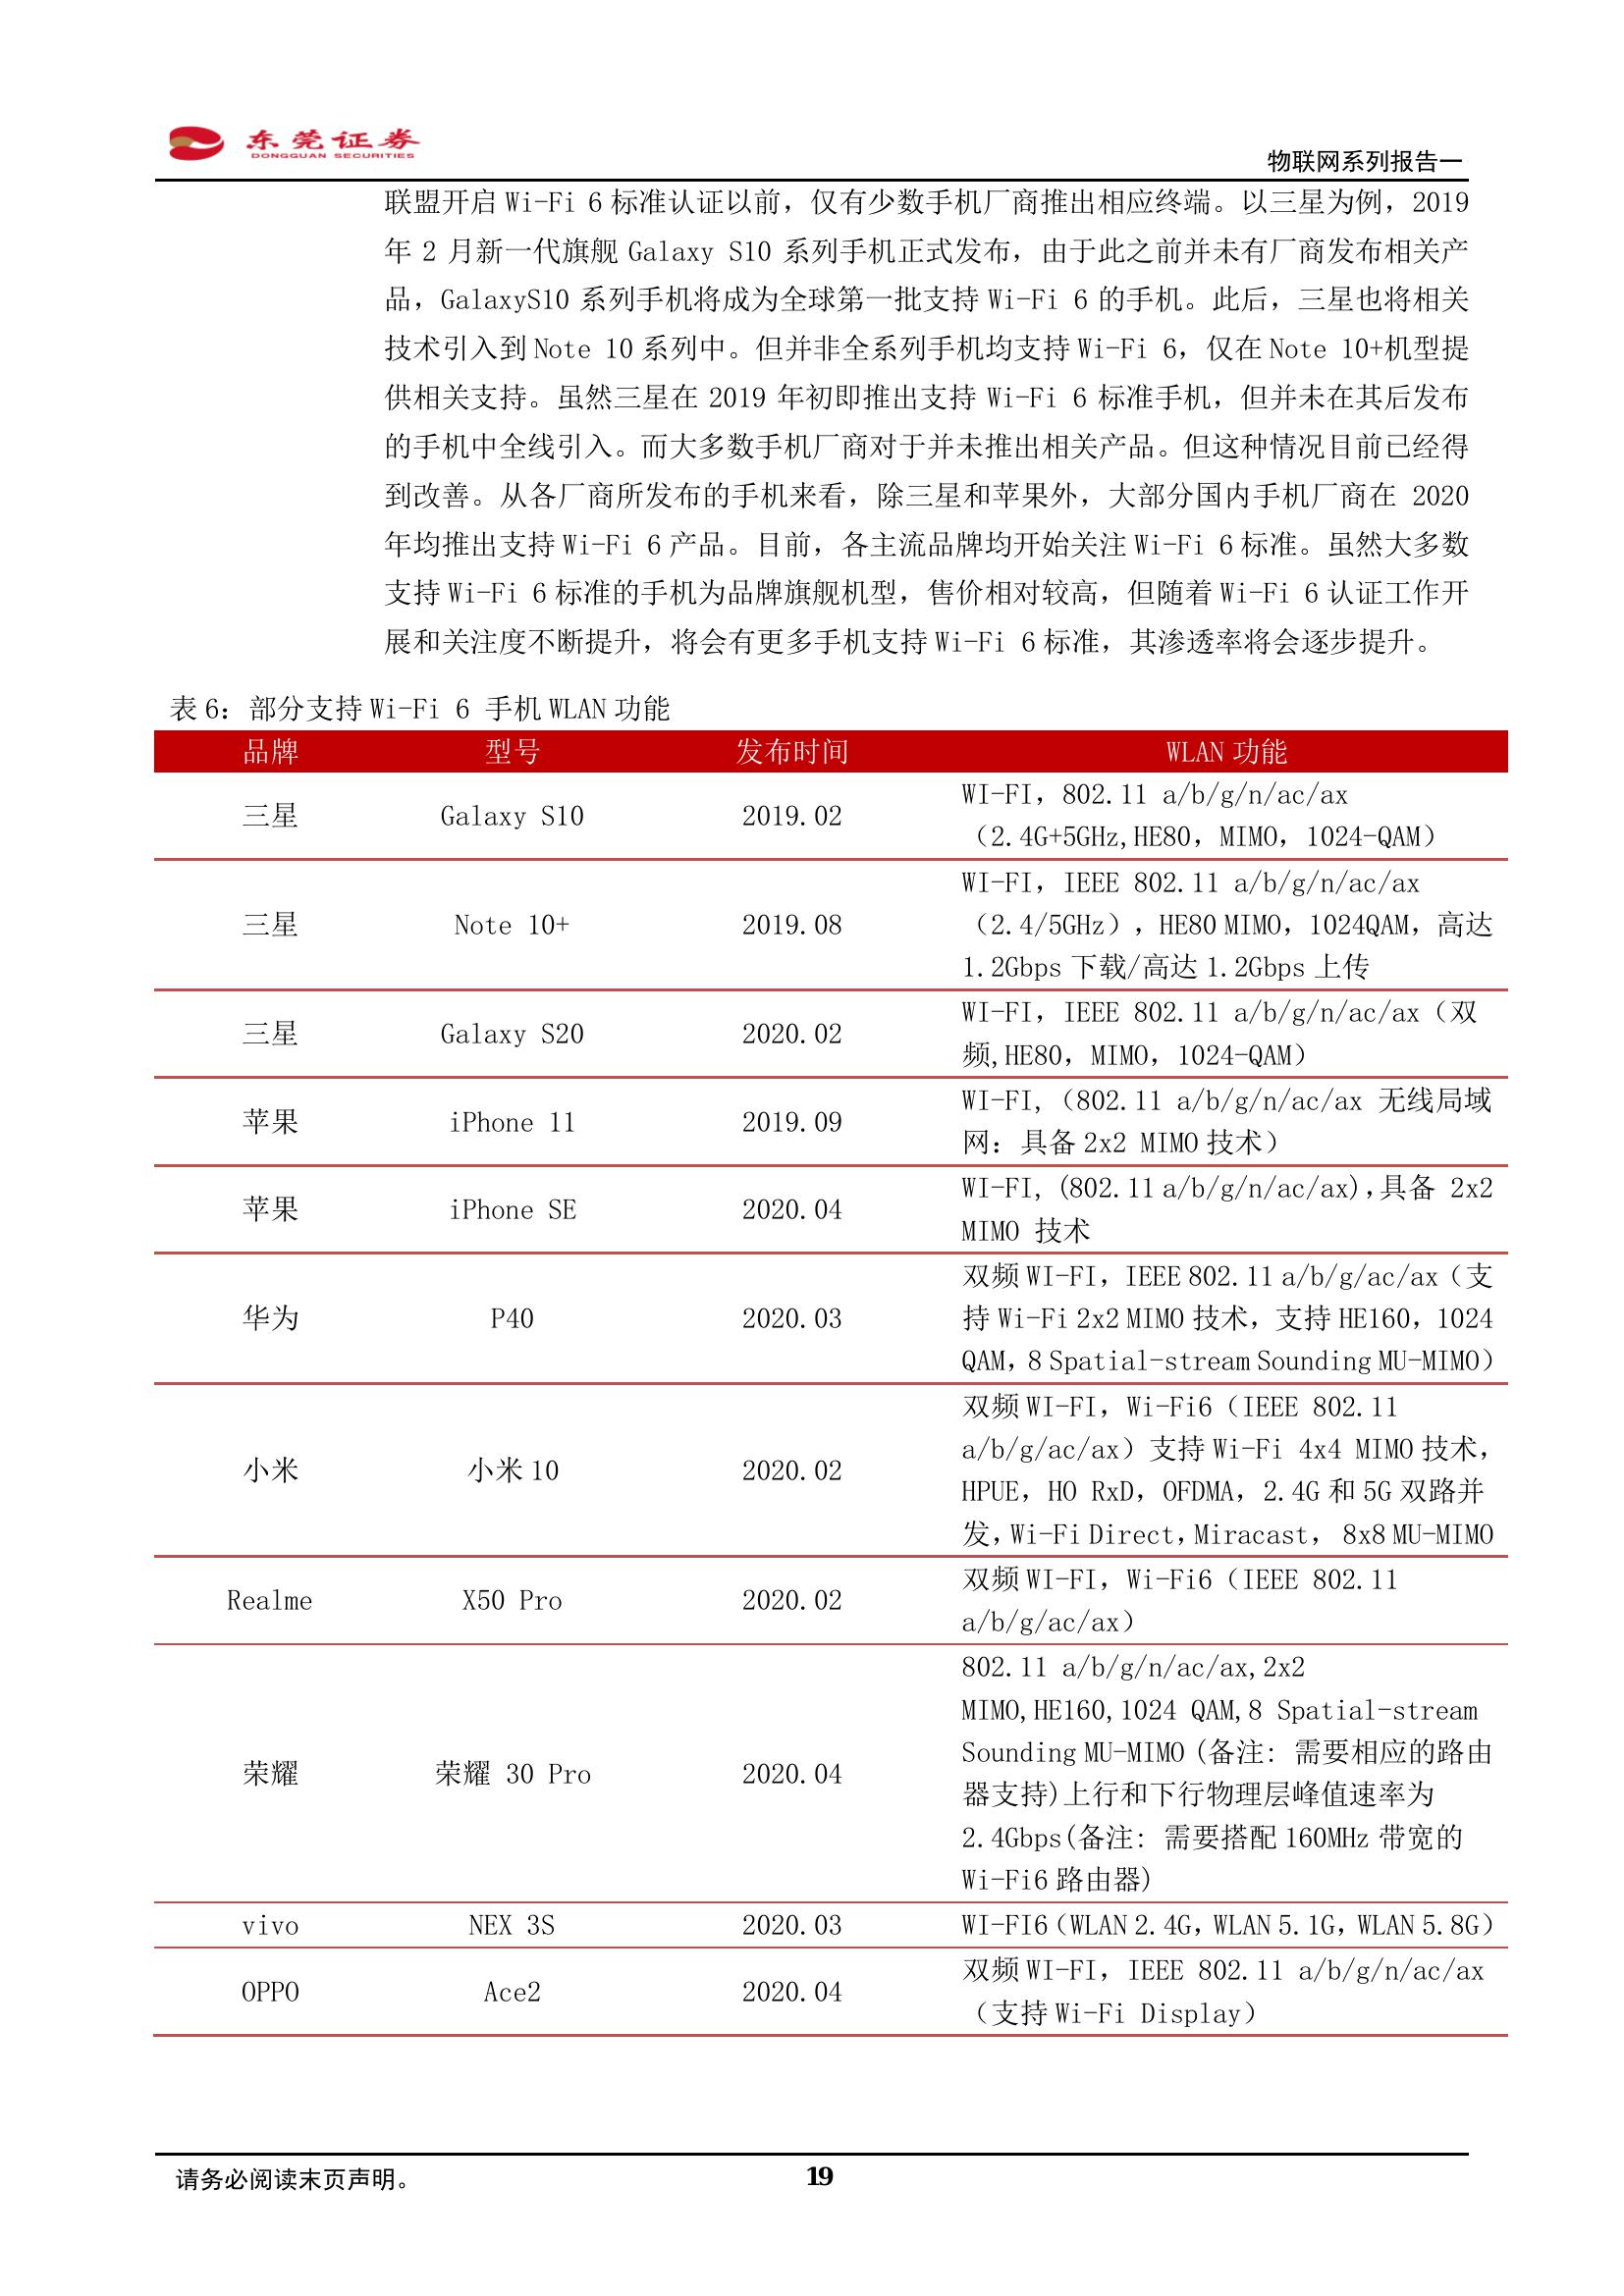 东莞证券
DONGGUAN SECURITIES
物联网系列报告一
联盟开启 Wi-Fi 6 标准认证以前，仅有少数手机厂商推出相应终端。以三星为例，2019
年 2 月新一代旗舰 Galaxy S10 系列手机正式发布，由于此之前并未有厂商发布相关产
品，GalaxyS10 系列手机将成为全球第一批支持 Wi-Fi 6 的手机。此后，三星也将相关
技术引入到 Note 10 系列中。但并非全系列手机均支持 Wi-Fi 6，仅在 Note 10+机型提
供相关支持。虽然三星在 2019 年初即推出支持 Wi-Fi 6 标准手机，但并未在其后发布
的手机中全线引入。而大多数手机厂商对于并未推出相关产品。但这种情况目前已经得
到改善。从各厂商所发布的手机来看，除三星和苹果外，大部分国内手机厂商在 2020
年均推出支持 Wi-Fi 6 产品。目前，各主流品牌均开始关注 Wi-Fi 6 标准。虽然大多数
支持 Wi-Fi 6 标准的手机为品牌旗舰机型，售价相对较高，但随着 Wi-Fi 6 认证工作开
展和关注度不断提升，将会有更多手机支持 Wi-Fi 6 标准，其渗透率将会逐步提升。
表 6：部分支持 Wi-Fi 6 手机 WLAN 功能
品牌 型号 发布时间 WLAN 功能
三星 Galaxy S10 2019.02 WI-FI，802.11 a/b/g/n/ac/ax
（2.4G+5GHz,HE80，MIMO，1024-QAM）
三星 Note 10+ 2019.08 WI-FI，IEEE 802.11 a/b/g/n/ac/ax
（2.4/5GHz），HE80 MIMO，1024QAM，高达
1.2Gbps 下载/高达 1.2Gbps 上传
三星 Galaxy S20 2020.02 WI-FI，IEEE 802.11 a/b/g/n/ac/ax（双
频,HE80，MIMO，1024-QAM）
苹果 iPhone 11 2019.09 WI-FI,（802.11 a/b/g/n/ac/ax 无线局域
网：具备 2x2 MIMO 技术）
苹果 iPhone SE 2020.04 WI-FI,(802.11 a/b/g/n/ac/ax),具备 2x2
MIMO 技术
华为 P40 2020.03 双频 WI-FI，IEEE 802.11 a/b/g/ac/ax（支
持 Wi-Fi 2x2 MIMO 技术，支持 HE160，1024
QAM，8 Spatial-stream Sounding MU-MIMO）
小米 小米 10 2020.02 双频 WI-FI，Wi-Fi6（IEEE 802.11
a/b/g/ac/ax）支持 Wi-Fi 4x4 MIMO 技术，
HPUE，HO RxD，OFDMA，2.4G 和 5G 双路并
发，Wi-Fi Direct，Miracast， 8x8 MU-MIMO
Realme X50 Pro 2020.02 双频 WI-FI，Wi-Fi6（IEEE 802.11
a/b/g/ac/ax）
荣耀 荣耀 30 Pro 2020.04 802.11 a/b/g/n/ac/ax,2x2
MIMO,HE160,1024 QAM,8 Spatial-stream
Sounding MU-MIMO (备注: 需要相应的路由
器支持)上行和下行物理层峰值速率为
2.4Gbps(备注: 需要搭配 160MHz 带宽的
Wi-Fi6 路由器)
vivo NEX 3S 2020.03 WI-FI6（WLAN 2.4G，WLAN 5.1G，WLAN 5.8G）
OPPO Ace2 2020.04 双频 WI-FI，IEEE 802.11 a/b/g/n/ac/ax
（支持 Wi-Fi Display）
请务必阅读末页声明。
19